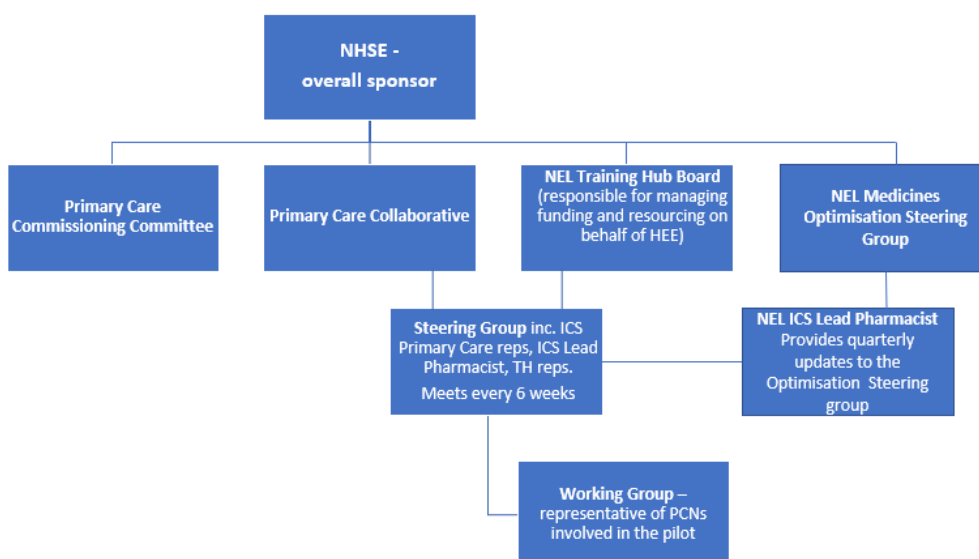 NHSE -
overall sponsor
Primary Care
Commissioning Committee
Primary Care Collaborative
NEL Training Hub Board
(responsible for managing
funding and resourcing on
behalf of HEE)
NEL Medicines
Optimisation Steering
Group
Steering Group inc. ICS
Primary Care reps, ICS Lead
Pharmacist, TH reps.
Meets every 6 weeks
NEL ICS Lead Pharmacist
Provides quarterly
updates to the
Optimisation Steering
group
Working Group –
representative of PCNs
involved in the pilot